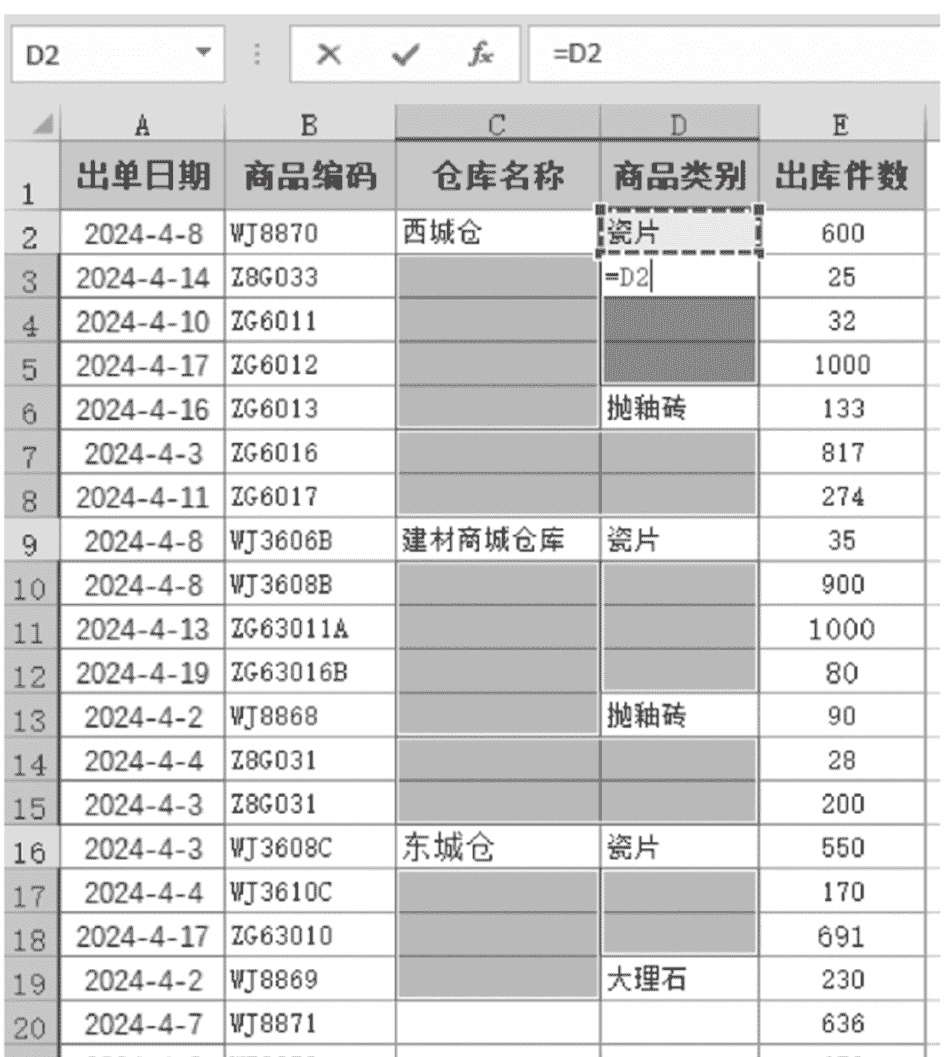 D2 fx =D2
A B C D E
1 出单日期 商品编码 仓库名称 商品类别 出库件数
2 2024-4-8 WJ8870 西城仓 瓷片 600
3 2024-4-14 Z8G033 =D2 25
4 2024-4-10 ZG6011 32
5 2024-4-17 ZG6012 1000
6 2024-4-16 ZG6013 抛釉砖 133
7 2024-4-3 ZG6016 817
8 2024-4-11 ZG6017 274
9 2024-4-8 WJ3606B 建材商城仓库 瓷片 35
10 2024-4-8 WJ3608B 900
11 2024-4-13 ZG63011A 1000
12 2024-4-19 ZG63016B 80
13 2024-4-2 WJ8868 抛釉砖 90
14 2024-4-4 Z8G031 28
15 2024-4-3 Z8G031 200
16 2024-4-3 WJ3608C 东城仓 瓷片 550
17 2024-4-4 WJ3610C 170
18 2024-4-17 ZG63010 691
19 2024-4-2 WJ8869 大理石 230
20 2024-4-7 WJ8871 636